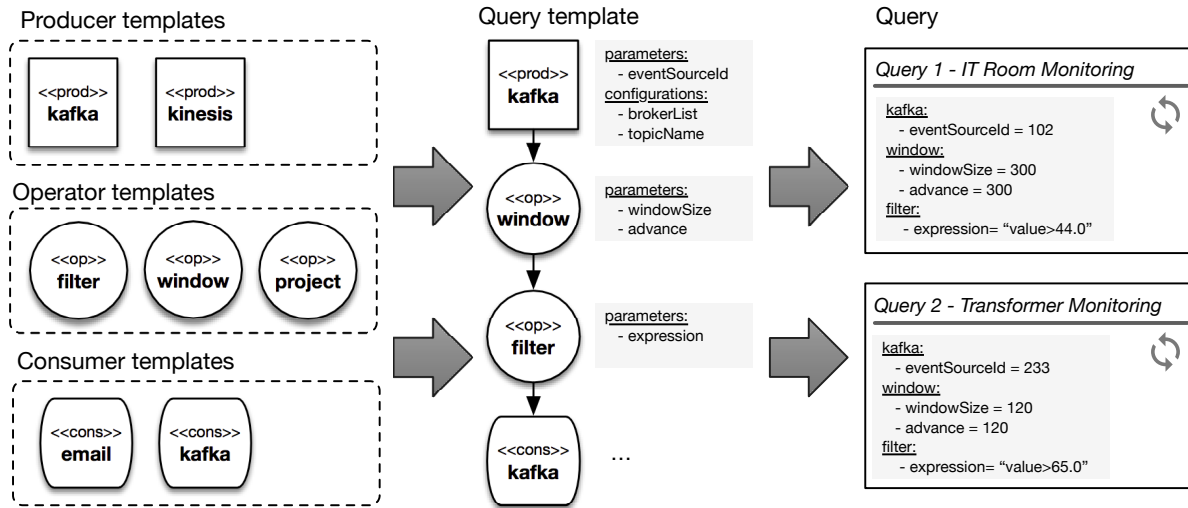 Producer templates
<<prod>>
kafka
<<prod>>
kinesis
Operator templates
<<op>>
filter
<<op>>
window
<<op>>
project
Consumer templates
<<cons>>
email
<<cons>>
kafka
Query template
<<prod>>
kafka
parameters:
- eventSourceId
configurations:
- brokerList
- topicName
<<op>>
window
parameters:
- windowSize
- advance
<<op>>
filter
parameters:
- expression
<<cons>>
kafka
...
Query
Query 1 - IT Room Monitoring
kafka:
- eventSourceId = 102
window:
- windowSize = 300
- advance = 300
filter:
- expression= “value>44.0”
Query 2 - Transformer Monitoring
kafka:
- eventSourceId = 233
window:
- windowSize = 120
- advance = 120
filter:
- expression= “value>65.0”